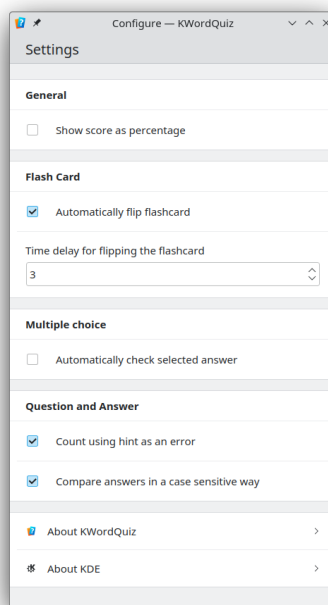 Configure — KWordQuiz
Settings
General
Show score as percentage
Flash Card
Automatically flip flashcard
Time delay for flipping the flashcard
3
Multiple choice
Automatically check selected answer
Question and Answer
Count using hint as an error
Compare answers in a case sensitive way
About KWordQuiz
About KDE